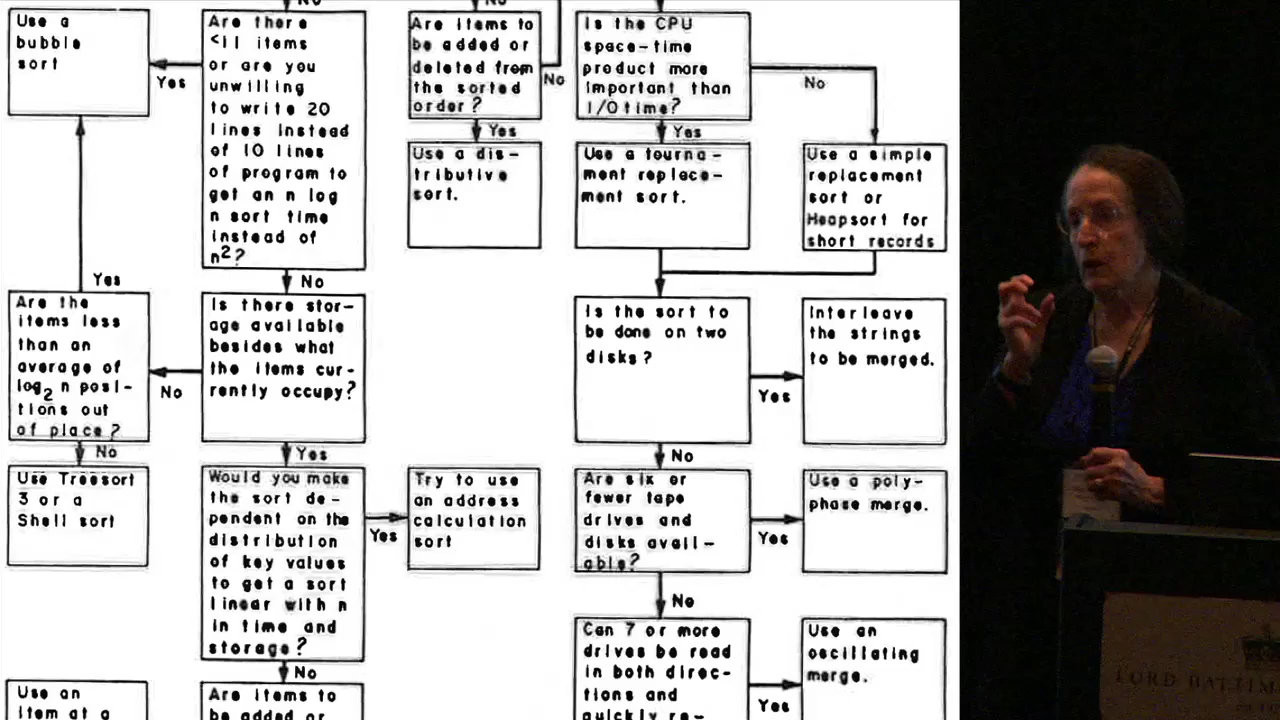 Use a
bubble
sort
Yes
No
Are there
<11 items
or are you
unwilling
to write 20
lines instead
of 10 lines
of program to
get an n log
n sort time
instead of
n2?
No
Are items to
be added or
deleted from
the sorted
order?
No
Yes
Use a dis-
tributive
sort.
Is the CPU
space-time
product more
important than
I/O time?
No
Yes
Use a tourna-
ment replace-
ment sort.
Use a simple
replacement
sort or
Heapsort for
short records
Yes
Are the
items less
than an
average of
log2 n posi-
tions out
of place?
No
No
Is there stor-
age available
besides what
the items cur-
rently occupy?
Yes
Use Treesort
3 or a
Shell sort
Would you make
the sort de-
pendent on the
distribution
of key values
to get a sort
linear with n
in time and
storage?
Yes
Try to use
an address
calculation
sort
No
Use an
item at a
Are items to
be added or
Is the sort to
be done on two
disks?
Yes
Interleave
the strings
to be merged.
No
Are six or
fewer tape
drives and
disks avail-
able?
Yes
Use a poly-
phase merge.
No
Can 7 or more
drives be read
in both direc-
tions and
quickly re-
Yes
Use an
oscillating
merge.
LORD BALTIM